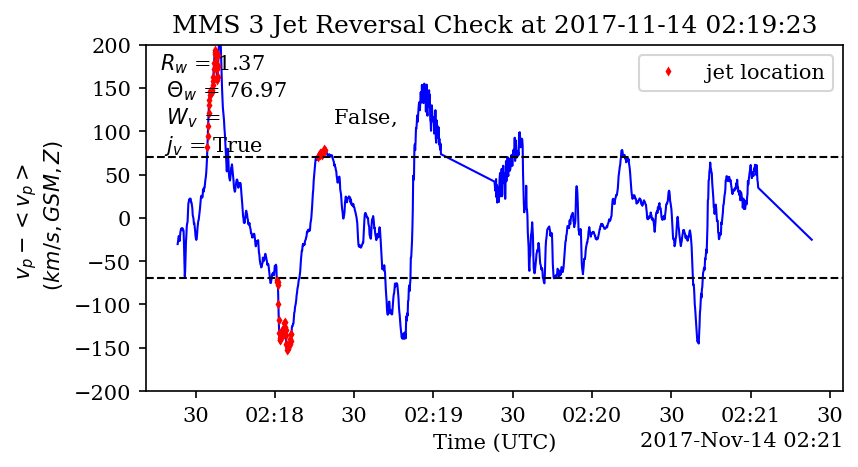 MMS 3 Jet Reversal Check at 2017-11-14 02:19:23
R_w = 1.37
Θ_w = 76.97
W_v = False,
j_v = True
jet location
v_p − < v_p >
(km/s, GSM, Z)
200
150
100
50
0
−50
−100
−150
−200
30 02:18 30 02:19 30 02:20 30 02:21 30
Time (UTC)
2017-Nov-14 02:21